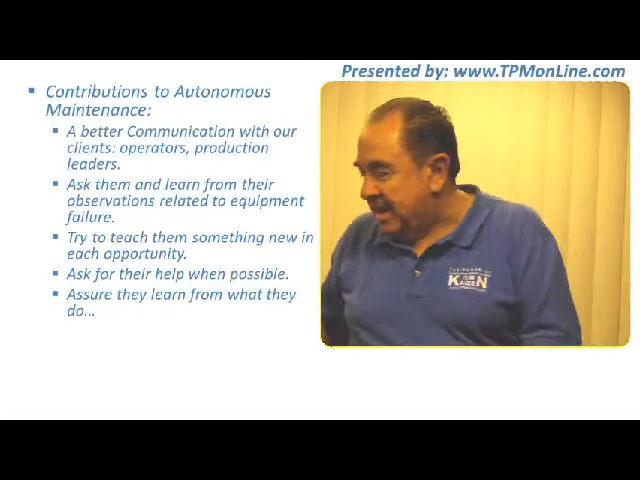 Presented by: www.TPMonLine.com
Contributions to Autonomous
Maintenance:
A better Communication with our
clients: operators, production
leaders.
Ask them and learn from their
observations related to equipment
failure.
Try to teach them something new in
each opportunity.
Ask for their help when possible.
Assure they learn from what they
do...
KAIZEN